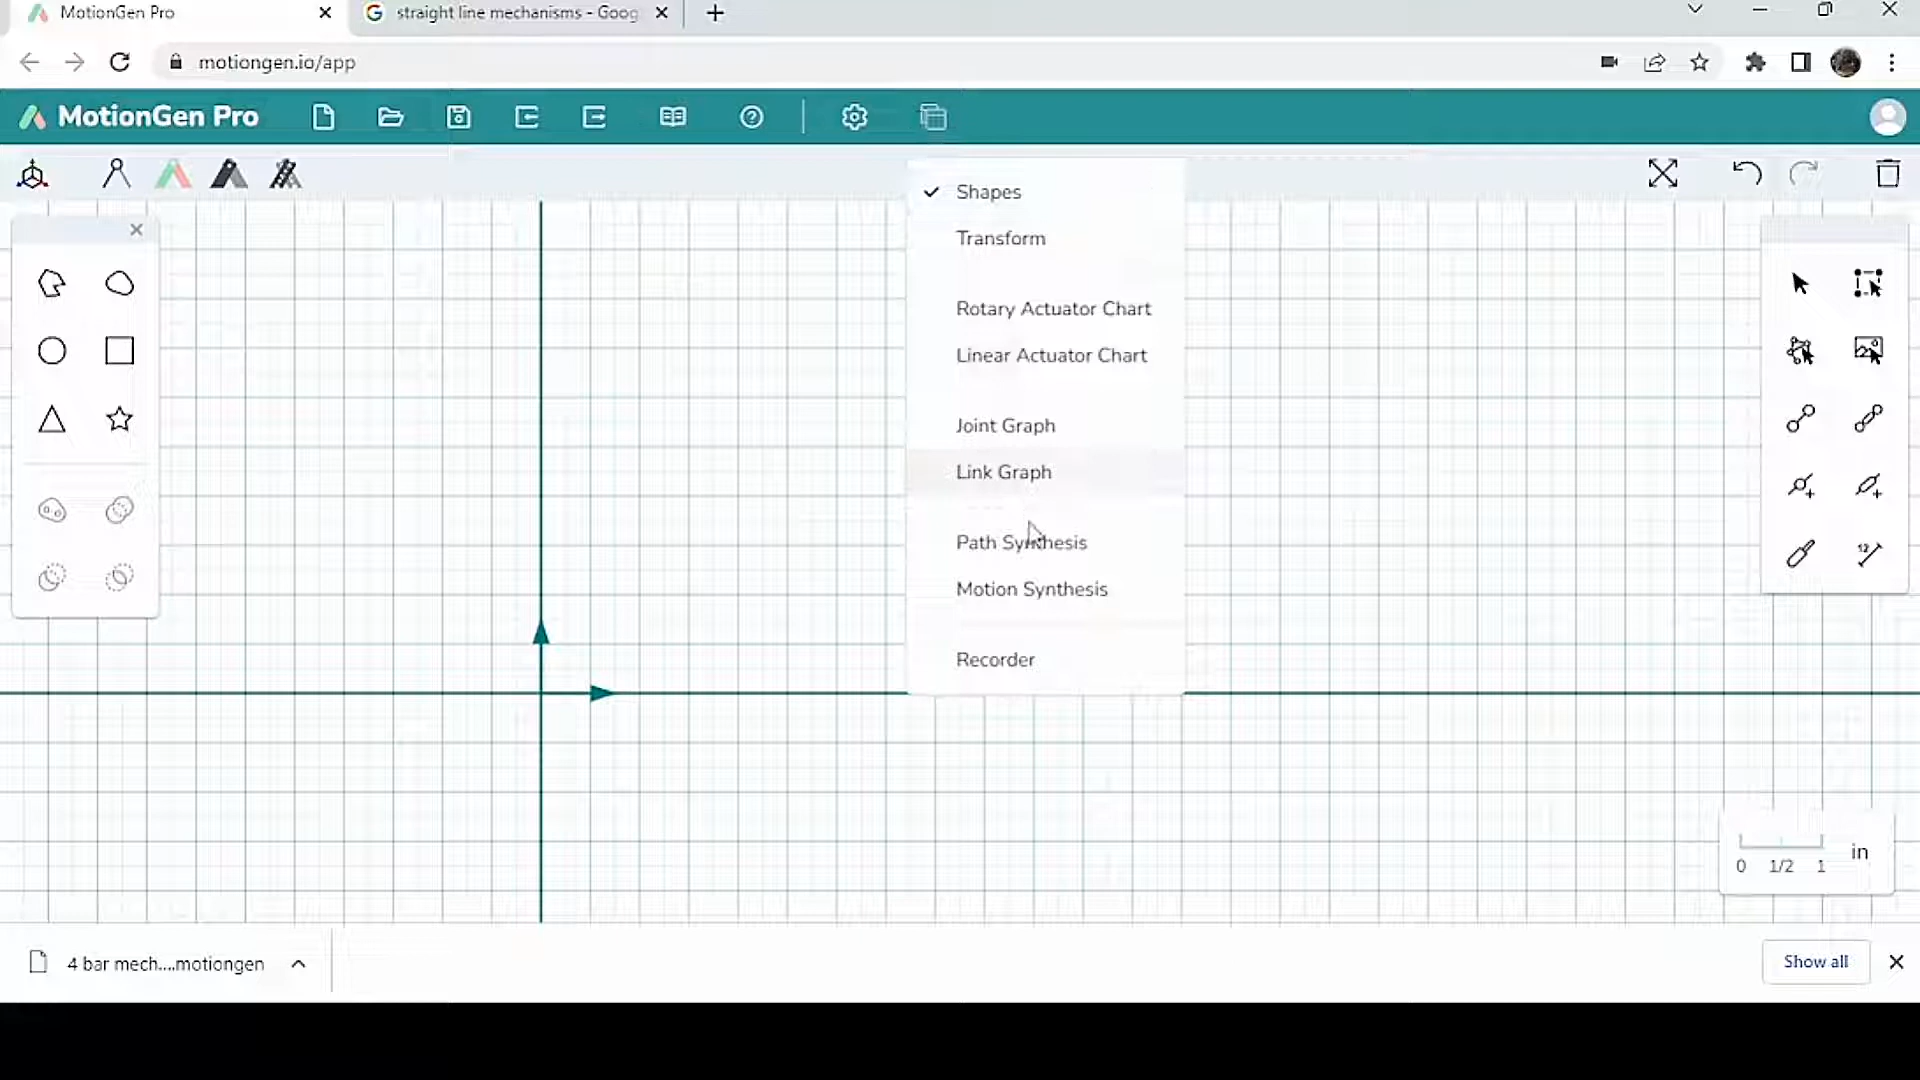 MotionGen Pro
straight line mechanisms - Goog
motiongen.io/app
MotionGen Pro
Shapes
Transform
Rotary Actuator Chart
Linear Actuator Chart
Joint Graph
Link Graph
Path Synthesis
Motion Synthesis
Recorder
12
0 1/2 1 in
4 bar mech....motiongen
Show all